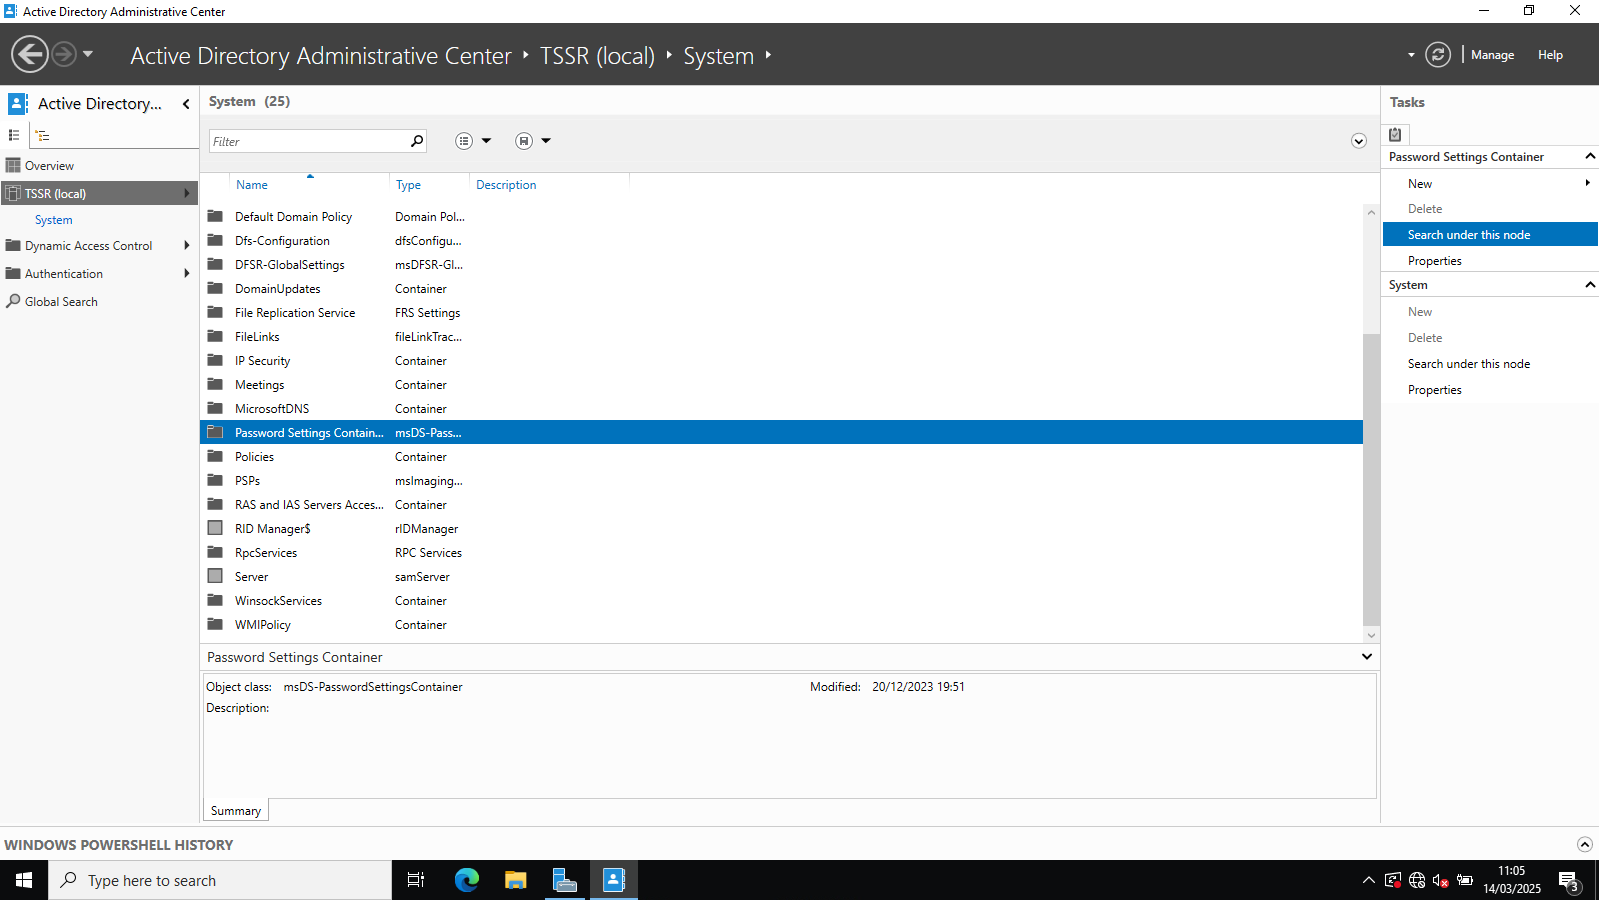 Active Directory Administrative Center
Active Directory Administrative Center
TSSR (local)
System
Manage
Help
Active Directory...
Overview
TSSR (local)
System
Dynamic Access Control
Authentication
Global Search
System (25)
Filter
Name Type Description
Default Domain Policy Domain Pol...
Dfs-Configuration dfsConfigu...
DFSR-GlobalSettings msDFSR-Gl...
DomainUpdates Container
File Replication Service FRS Settings
FileLinks fileLinkTrac...
IP Security Container
Meetings Container
MicrosoftDNS Container
Password Settings Contain... msDS-Pass...
Policies Container
PSPs msImaging...
RAS and IAS Servers Acces... Container
RID Manager$ rIDManager
RpcServices RPC Services
Server samServer
WinsockServices Container
WMIPolicy Container
Password Settings Container
Object class: msDS-PasswordSettingsContainer
Modified: 20/12/2023 19:51
Description:
Summary
Tasks
Password Settings Container
New
Delete
Search under this node
Properties
System
New
Delete
Search under this node
Properties
WINDOWS POWERSHELL HISTORY
Type here to search
11:05
14/03/2025
3